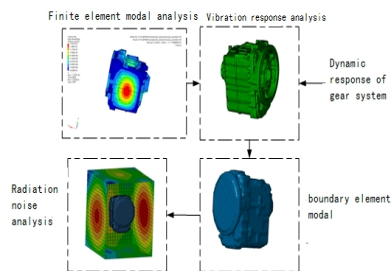 Finite element modal analysis
Vibration response analysis
Dynamic
response of
gear system
Radiation
noise
analysis
boundary element
modal